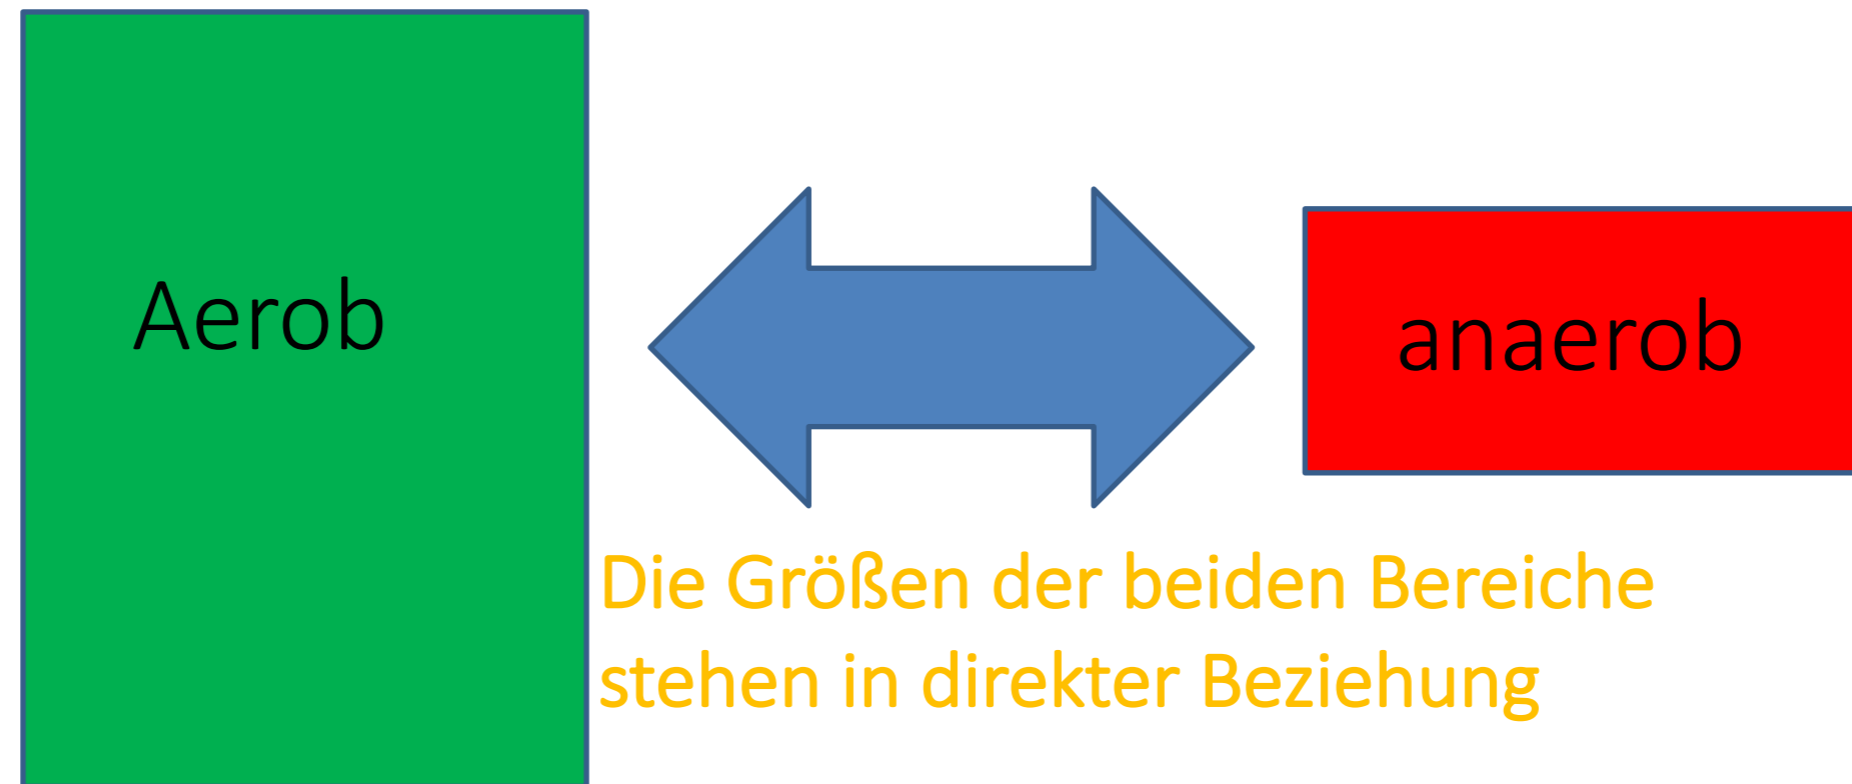 Aerob
anaerob
Die Größen der beiden Bereiche
stehen in direkter Beziehung